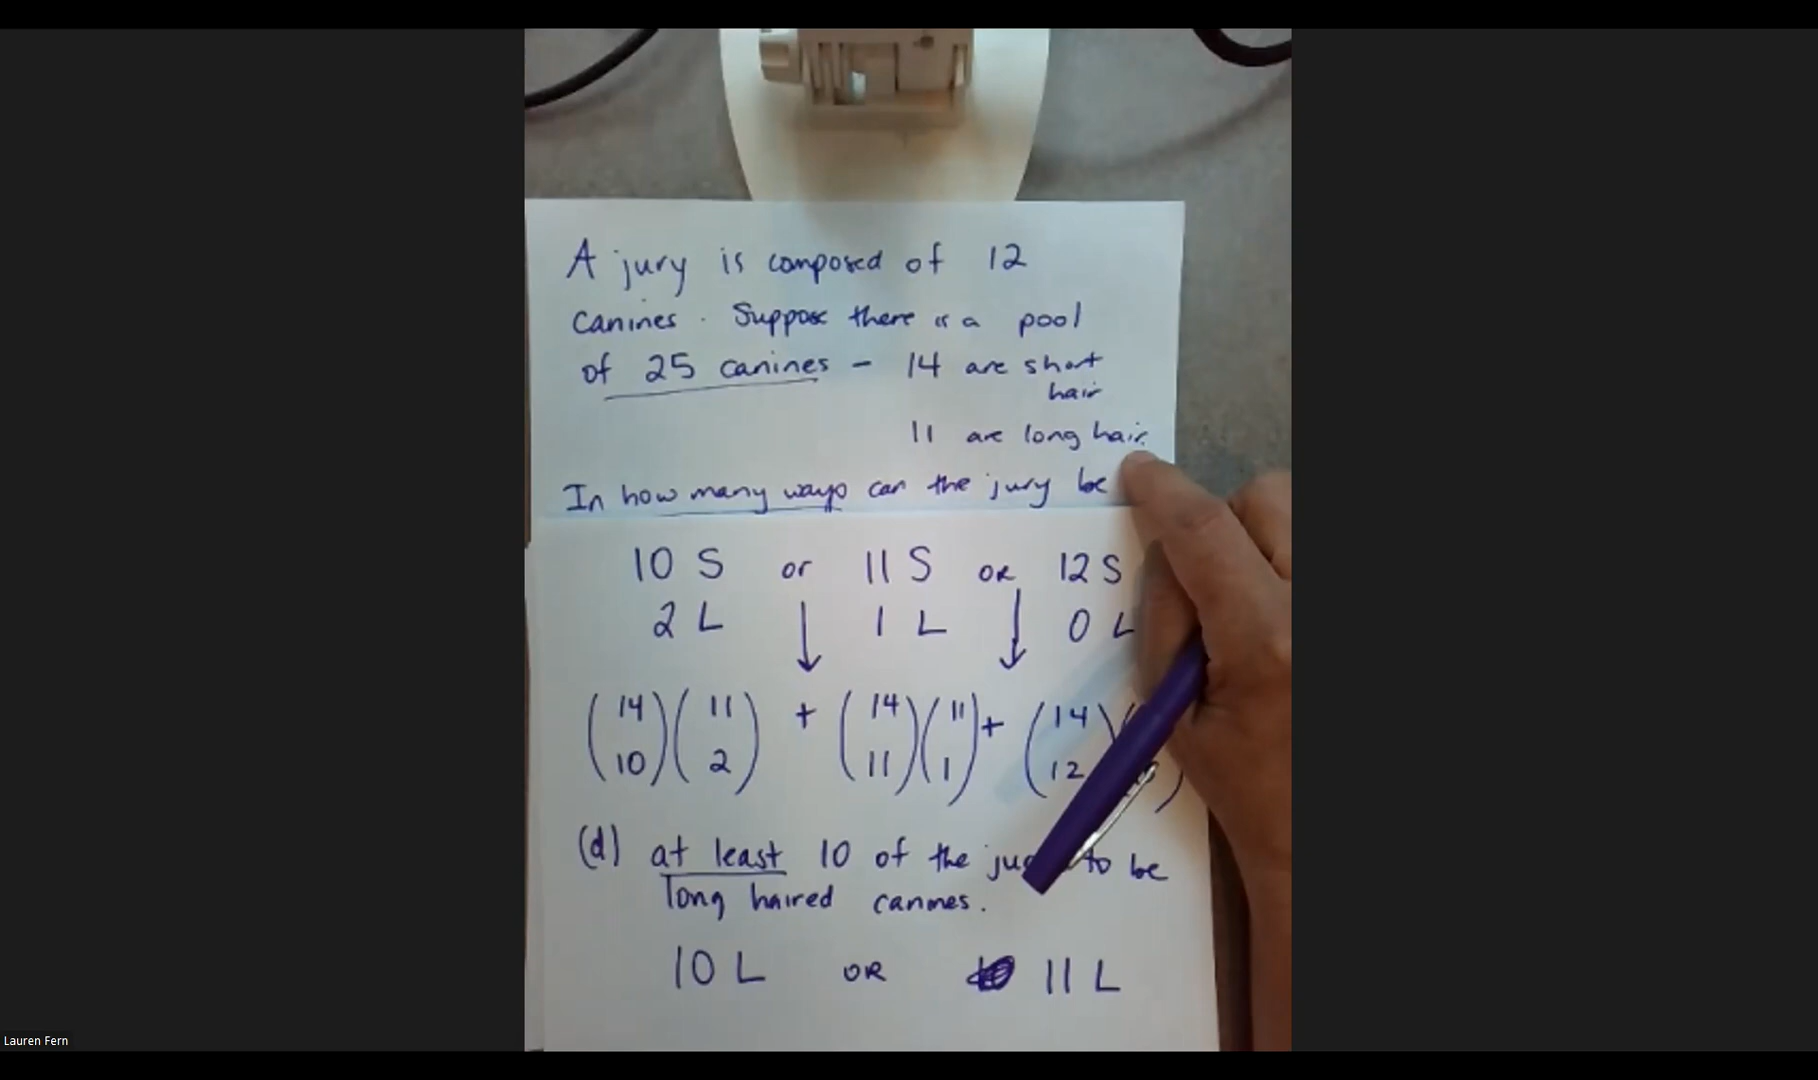 A jury is composed of 12
canines. Suppose there is a pool
of 25 canines - 14 are short
hair
11 are long hair.
In how many ways can the jury be
10 S or 11 S OR 12 S
2 L 1 L 0 L
(14 10)(11 2) + (14 11)(11 1) + (14 12)
(d) at least 10 of the to be
long haired canines.
10 L OR 11 L
Lauren Fern